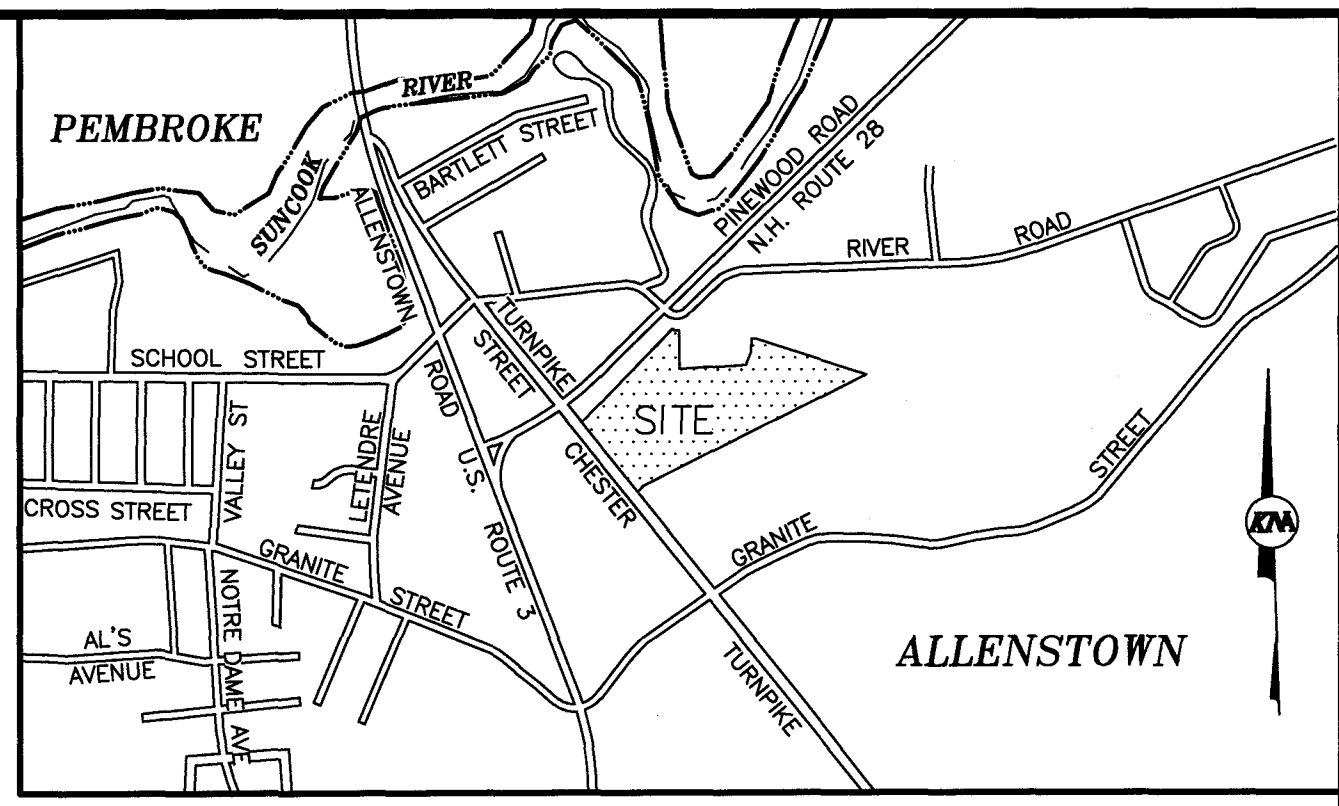 PEMBROKE
SUNCOOK
RIVER
BARTLETT STREET
ALLENSTOWN
ROAD
U.S. ROUTE 3
PINEWOOD ROAD
N.H. ROUTE 28
RIVER ROAD
TURNPIKE
STREET
SCHOOL STREET
VALLEY ST
LETENDRE
AVENUE
SITE
CHESTER
TURNPIKE
CROSS STREET
GRANITE STREET
GRANITE
STREET
KNA
AL'S
AVENUE
NOTRE DAME AVE
ALLENSTOWN